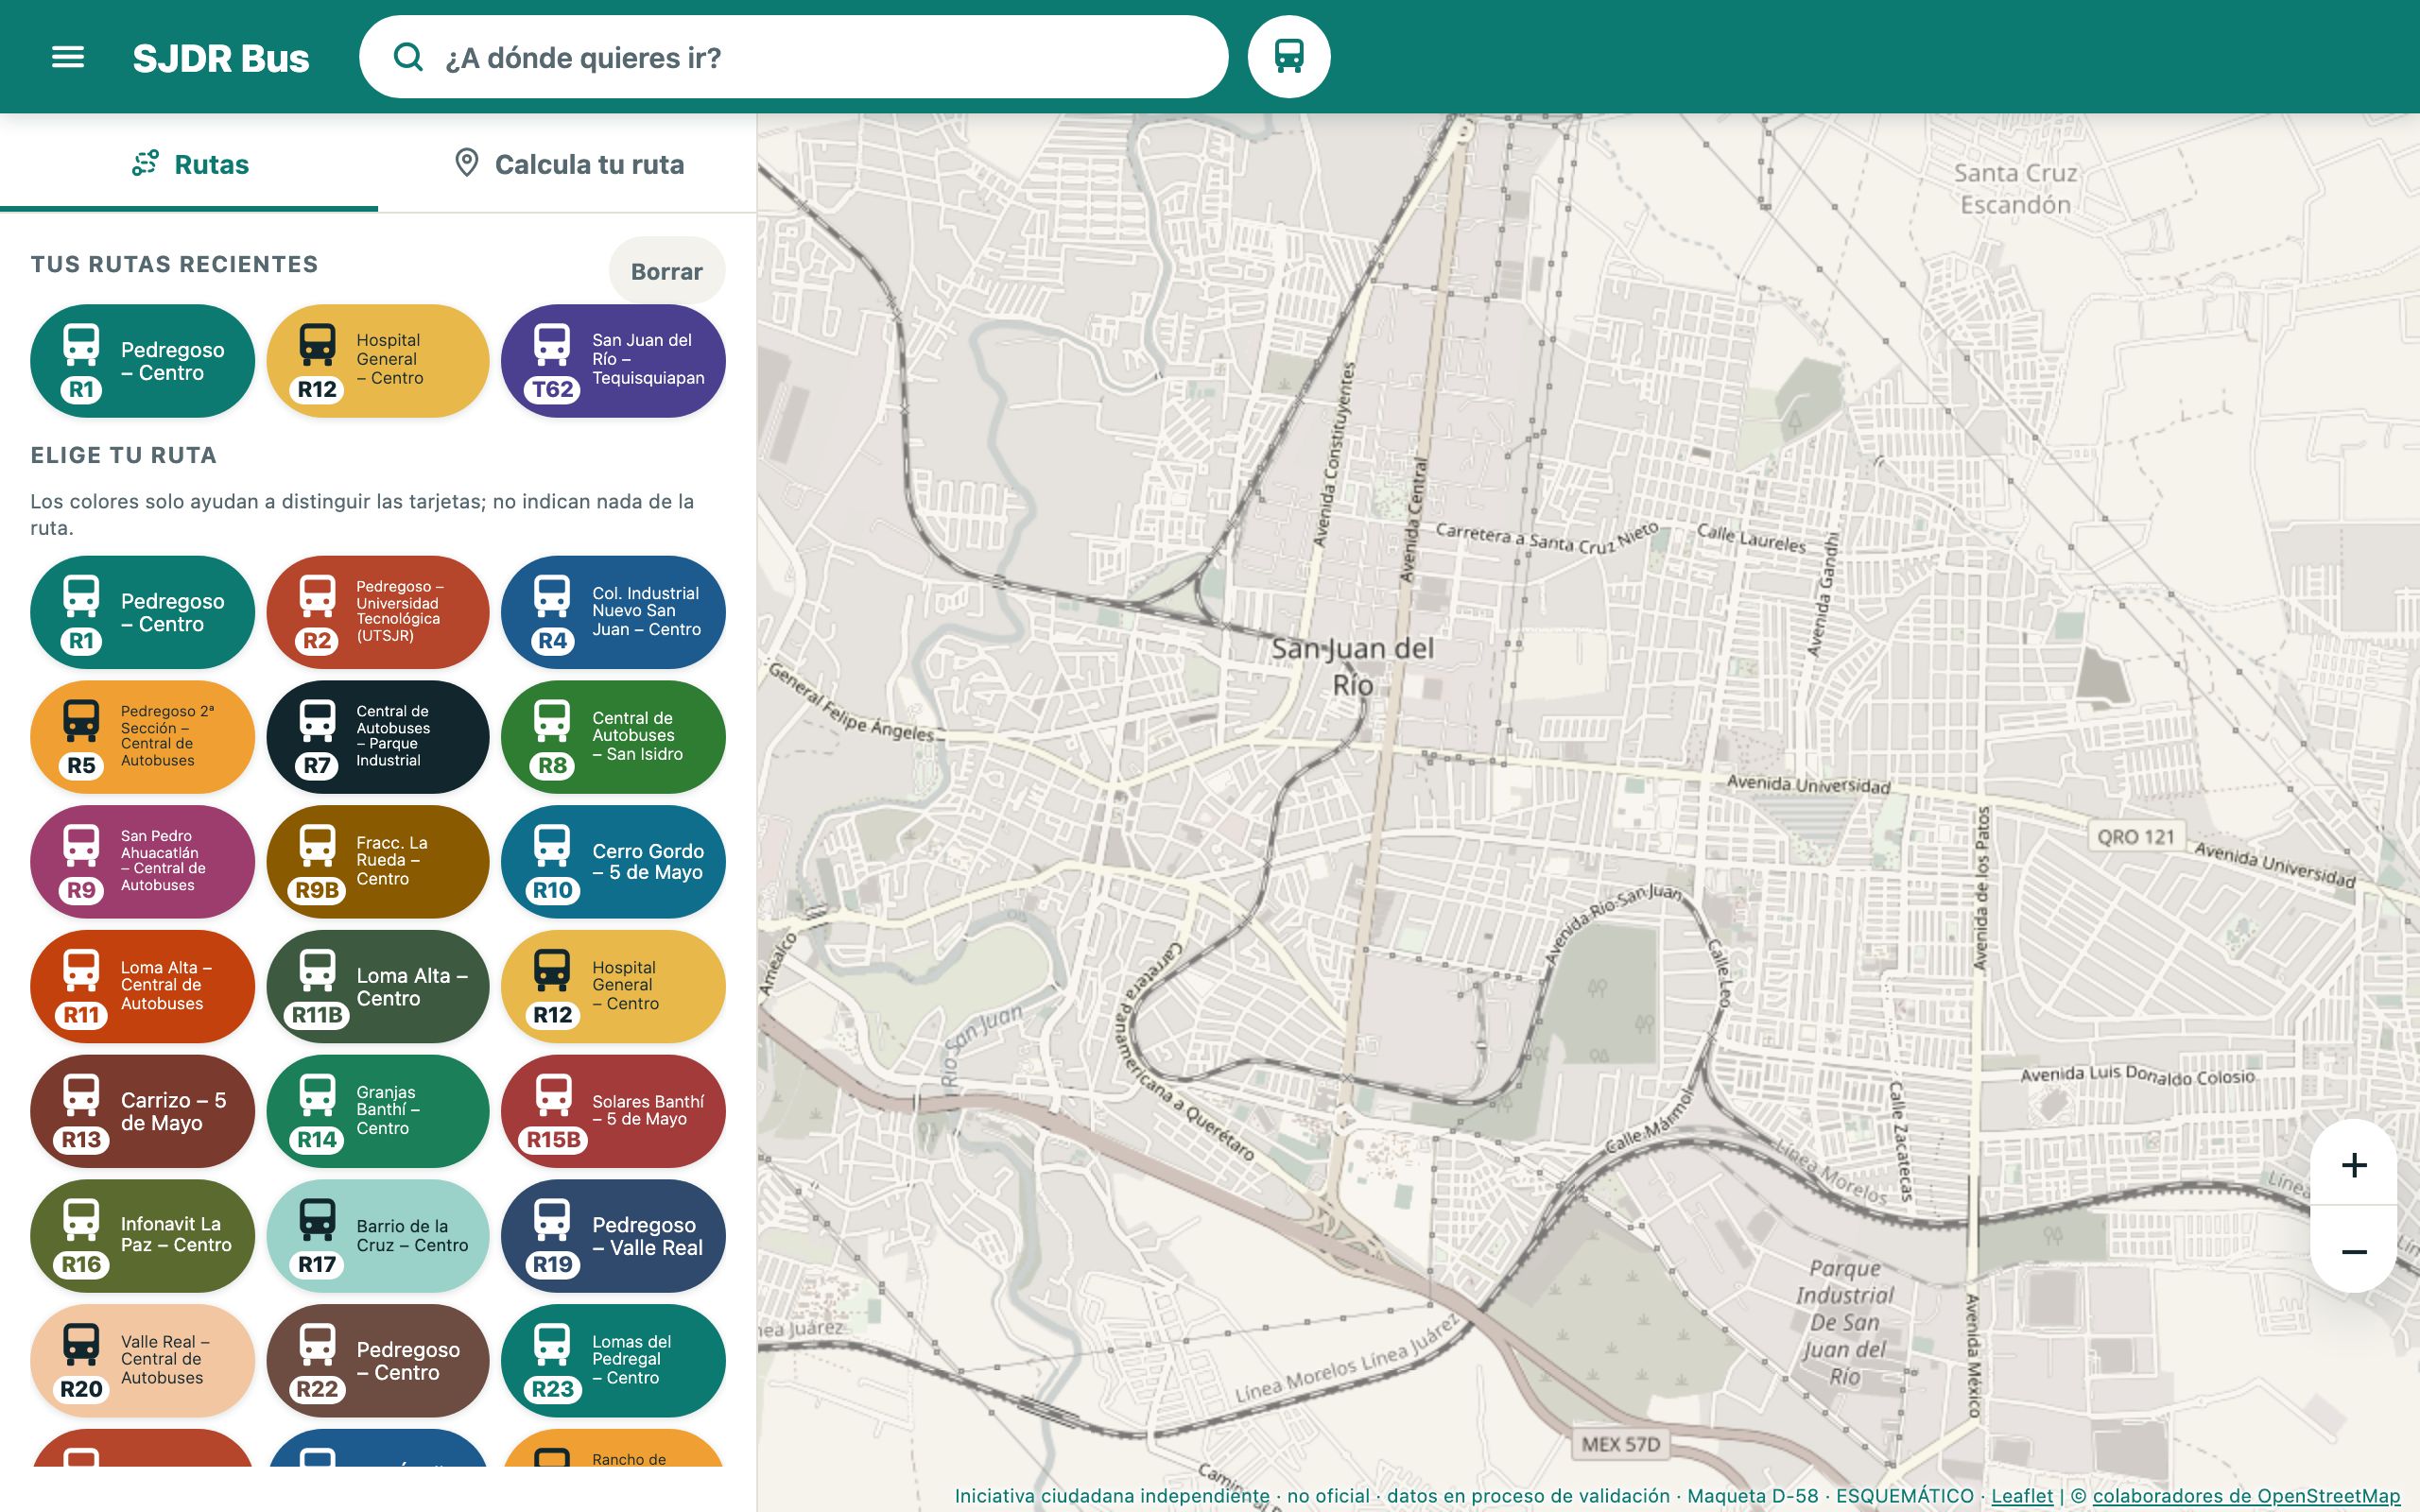 SJDR Bus
¿A dónde quieres ir?
Rutas
Calcula tu ruta
TUS RUTAS RECIENTES
Borrar
R1
Pedregoso
– Centro
R12
Hospital
General
– Centro
T62
San Juan del
Río –
Tequisquiapan
ELIGE TU RUTA
Los colores solo ayudan a distinguir las tarjetas; no indican nada de la
ruta.
R1
Pedregoso
– Centro
R2
Pedregoso –
Universidad
Tecnológica
(UTSJR)
R4
Col. Industrial
Nuevo San
Juan – Centro
R5
Pedregoso 2ª
Sección –
Central de
Autobuses
R7
Central de
Autobuses
– Parque
Industrial
R8
Central de
Autobuses
– San Isidro
R9
San Pedro
Ahuacatlán
– Central de
Autobuses
R9B
Fracc. La
Rueda –
Centro
R10
Cerro Gordo
– 5 de Mayo
R11
Loma Alta –
Central de
Autobuses
R11B
Loma Alta –
Centro
R12
Hospital
General
– Centro
R13
Carrizo – 5
de Mayo
R14
Granjas
Banthí –
Centro
R15B
Solares Banthí
– 5 de Mayo
R16
Infonavit La
Paz – Centro
R17
Barrio de la
Cruz – Centro
R19
Pedregoso
– Valle Real
R20
Valle Real –
Central de
Autobuses
R22
Pedregoso
– Centro
R23
Lomas del
Pedregal
– Centro
Rancho de
Santa Cruz
Escandón
Avenida Constituyentes
Avenida Central
Carretera a Santa Cruz Nieto
Calle Laureles
Avenida Gandhi
San Juan del
Río
General Felipe Ángeles
Avenida Universidad
QRO 121
Avenida Universidad
Avenida de los Patos
Avenida Río San Juan
Calle Leo
Amealco
Carretera Panamericana a Querétaro
Río San Juan
Avenida Luis Donaldo Colosio
Calle Mármol
Calle Zacatecas
Línea Morelos
Línea
Parque
Industrial
De San
Juan del
Río
Avenida México
nea Juárez
Línea Morelos Línea Juárez
MEX 57D
+
−
Iniciativa ciudadana independiente · no oficial · datos en proceso de validación · Maqueta D-58 · ESQUEMÁTICO · Leaflet | © colaboradores de OpenStreetMap